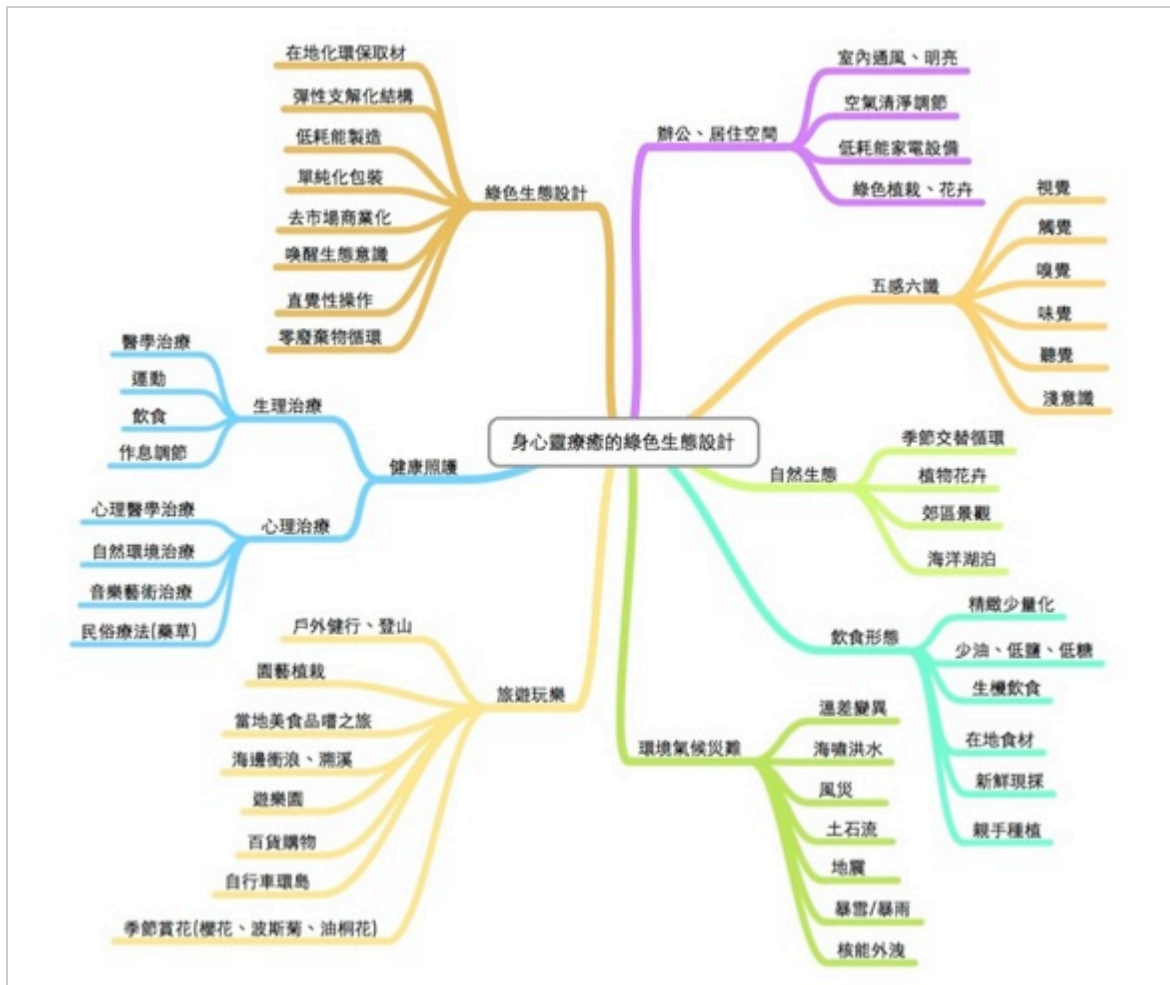 身心靈療癒的綠色生態設計
辦公、居住空間
室內通風、明亮
空氣清淨調節
低耗能家電設備
綠色植栽、花卉
五感六識
視覺
觸覺
嗅覺
味覺
聽覺
淺意識
自然生態
季節交替循環
植物花卉
郊區景觀
海洋湖泊
飲食形態
精緻少量化
少油、低鹽、低糖
生機飲食
在地食材
新鮮現採
親手種植
環境氣候災難
溫差變異
海嘯洪水
風災
土石流
地震
暴雪/暴雨
核能外洩
綠色生態設計
在地化環保取材
彈性支解化結構
低耗能製造
單純化包裝
去市場商業化
喚醒生態意識
直覺性操作
零廢棄物循環
健康照護
生理治療
醫學治療
運動
飲食
作息調節
心理治療
心理醫學治療
自然環境治療
音樂藝術治療
民俗療法(藥草)
旅遊玩樂
戶外健行、登山
園藝植栽
當地美食品嚐之旅
海邊衝浪、溯溪
遊樂園
百貨購物
自行車環島
季節賞花(櫻花、波斯菊、油桐花)